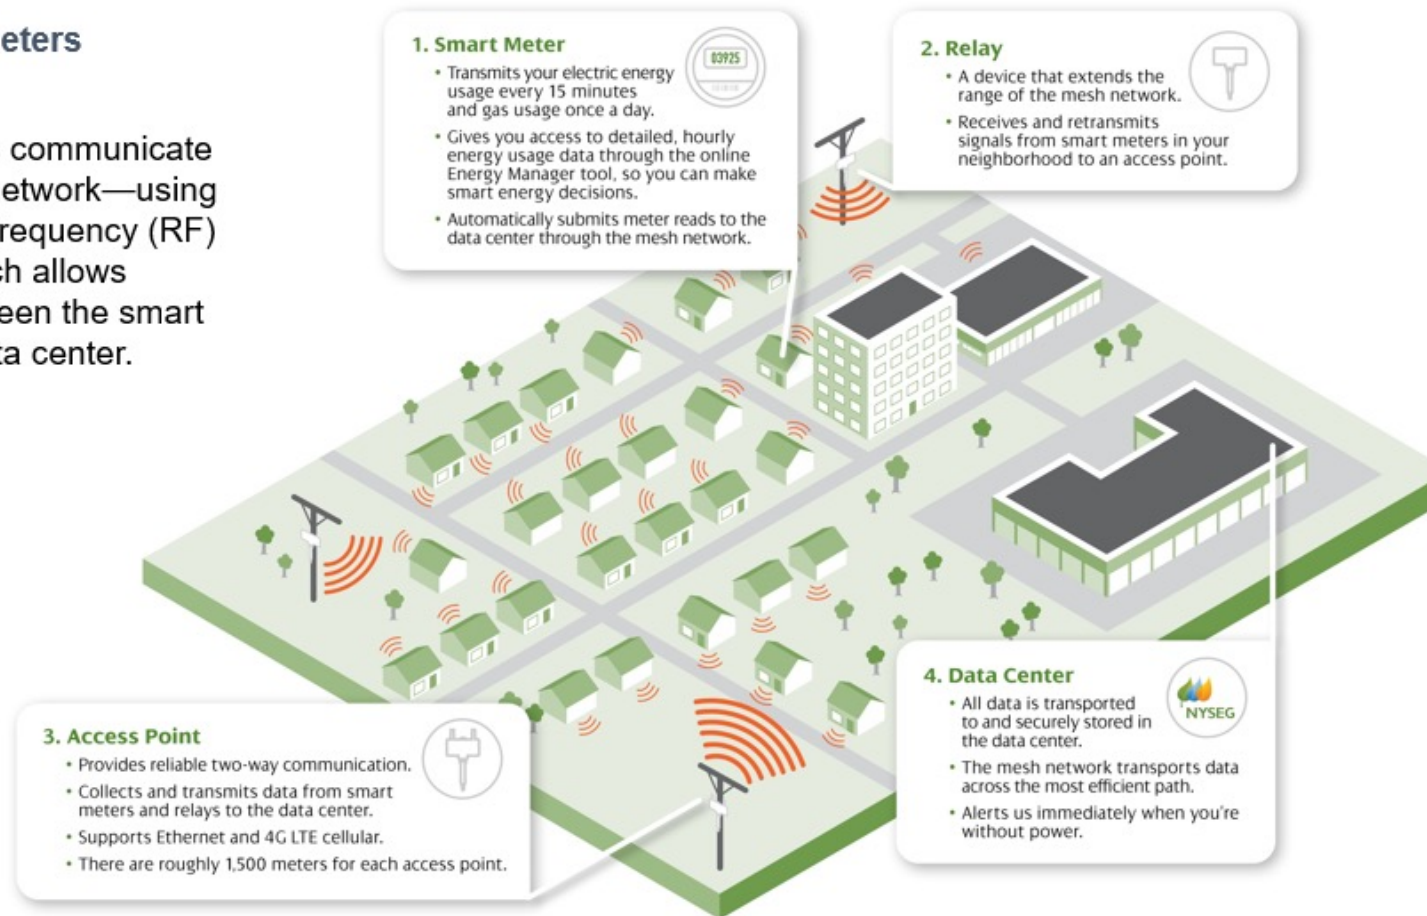 eters
communicate
etwork—using
requency (RF)
ch allows
een the smart
ta center.
1. Smart Meter
• Transmits your electric energy
usage every 15 minutes
and gas usage once a day.
• Gives you access to detailed, hourly
energy usage data through the online
Energy Manager tool, so you can make
smart energy decisions.
• Automatically submits meter reads to the
data center through the mesh network.
03925
2. Relay
• A device that extends the
range of the mesh network.
• Receives and retransmits
signals from smart meters in your
neighborhood to an access point.
3. Access Point
• Provides reliable two-way communication.
• Collects and transmits data from smart
meters and relays to the data center.
• Supports Ethernet and 4G LTE cellular.
• There are roughly 1,500 meters for each access point.
4. Data Center
• All data is transported
to and securely stored in
the data center.
• The mesh network transports data
across the most efficient path.
• Alerts us immediately when you're
without power.
NYSEG